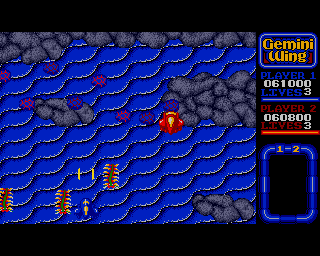 Gemini
Wing
PLAYER 1
061000
LIVES 3
PLAYER 2
060800
LIVES 3
1-2